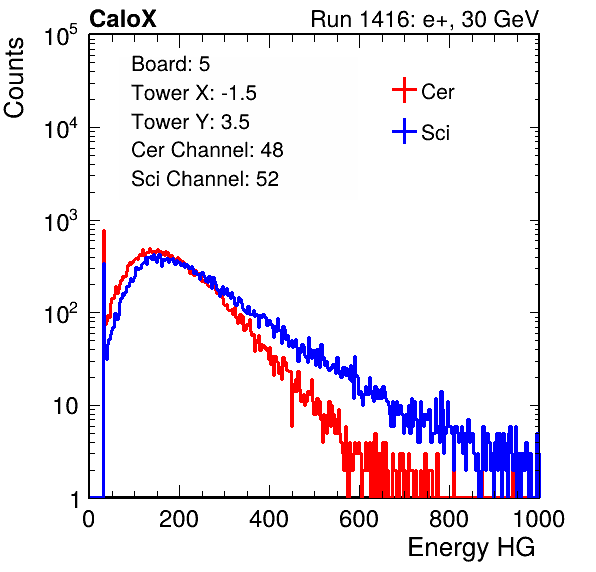 CaloX Run 1416: e+, 30 GeV
Board: 5
Tower X: -1.5
Tower Y: 3.5
Cer Channel: 48
Sci Channel: 52
Cer
Sci
Counts
10^5
10^4
10^3
10^2
10
1
0 200 400 600 800 1000
Energy HG